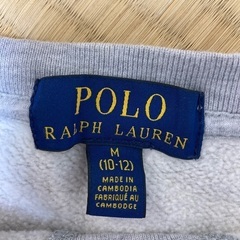 POLO
RALPH LAUREN
M
(10-12)
MADE IN
CAMBODIA
FABRIQUÉ AU
CAMBODGE